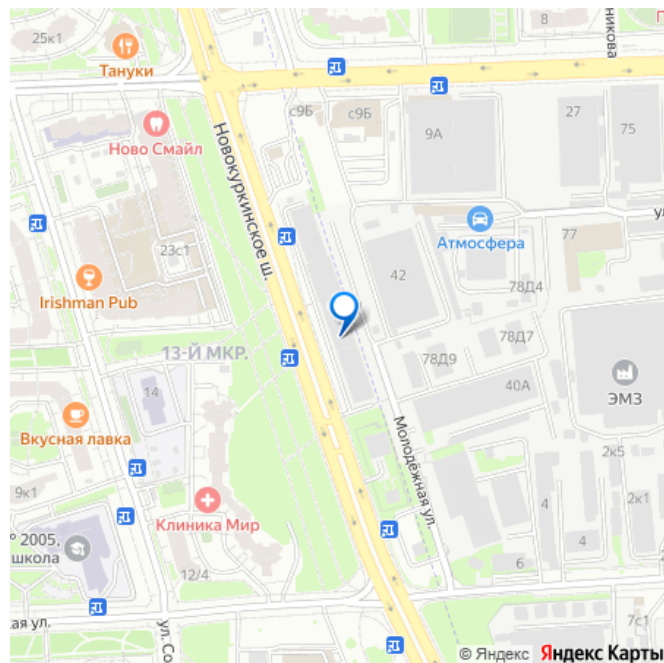 25к1
Тануки
8
никова
с9Б
с9Б
9А
27
75
Ново Смайл
Новокуркинское ш.
ул
Атмосфера
77
23с1
42
78Д4
Irishman Pub
78Д7
13-Й МКР.
78Д9
40А
ЭМЗ
14
Вкусная лавка
Молодёжная ул.
2к5
9к1
2к1
4
4
Клиника Мир
° 2005,
школа
12/4
6
ая ул.
ул. Со
7с1
© Яндекс Яндекс Карты